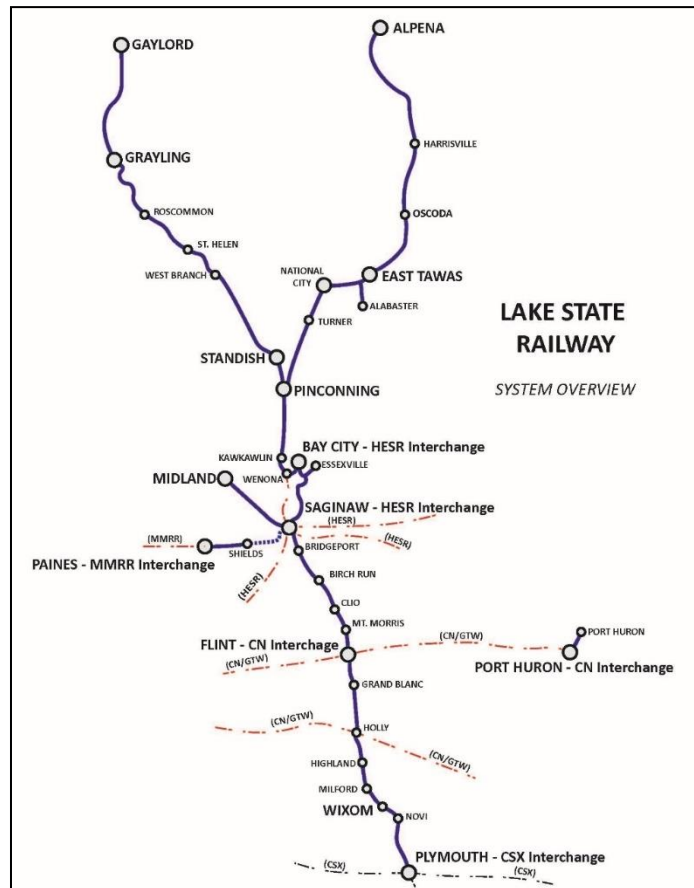 GAYLORD
ALPENA
GRAYLING
HARRISVILLE
ROSCOMMON
OSCODA
ST. HELEN
WEST BRANCH
NATIONAL
CITY
EAST TAWAS
ALABASTER
TURNER
LAKE STATE
RAILWAY
SYSTEM OVERVIEW
STANDISH
PINCONNING
KAWKAWLIN
BAY CITY - HESR Interchange
ESSEXVILLE
WENONA
MIDLAND
SAGINAW - HESR Interchange
(HESR)
(HESR)
(MMRR)
SHIELDS
BRIDGEPORT
PAINES - MMRR Interchange
(HESR)
BIRCH RUN
CLIO
MT. MORRIS
FLINT - CN Interchage
(CN/GTW)
(CN/GTW)
PORT HURON
PORT HURON - CN Interchange
GRAND BLANC
(CN/GTW)
HOLLY
(CN/GTW)
HIGHLAND
MILFORD
WIXOM
NOVI
PLYMOUTH - CSX Interchange
(CSX)
(CSX)